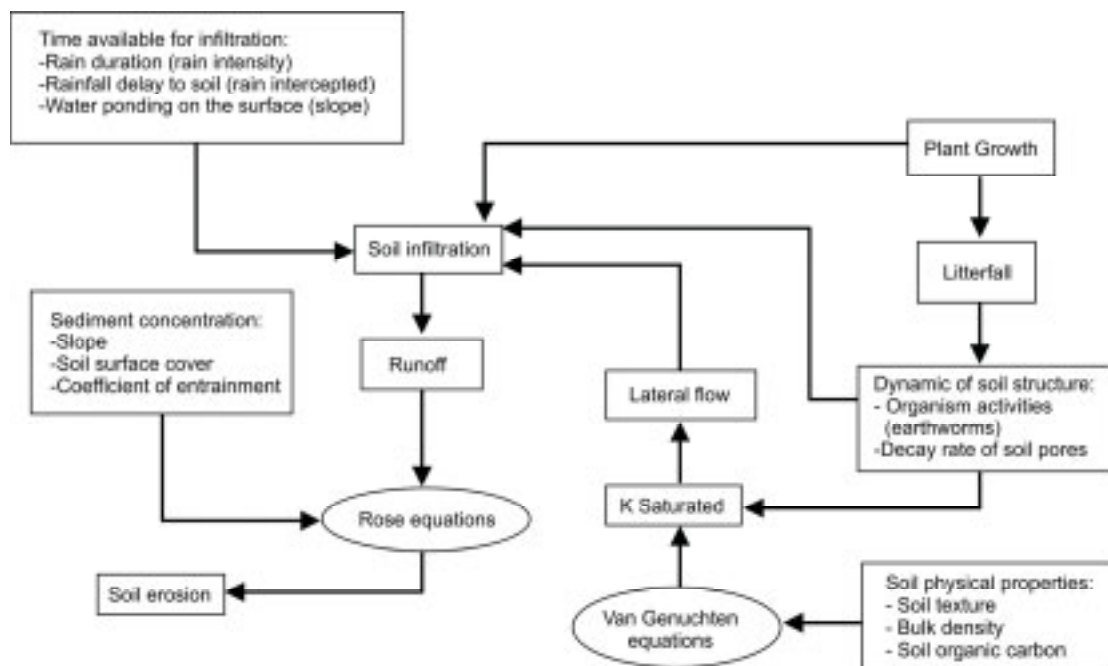 Time available for infiltration:
-Rain duration (rain intensity)
-Rainfall delay to soil (rain intercepted)
-Water ponding on the surface (slope)
Plant Growth
Soil infiltration
Litterfall
Sediment concentration:
-Slope
-Soil surface cover
-Coefficient of entrainment
Runoff
Lateral flow
Dynamic of soil structure:
- Organism activities
(earthworms)
-Decay rate of soil pores
Rose equations
K Saturated
Soil erosion
Van Genuchten
equations
Soil physical properties:
- Soil texture
- Bulk density
- Soil organic carbon